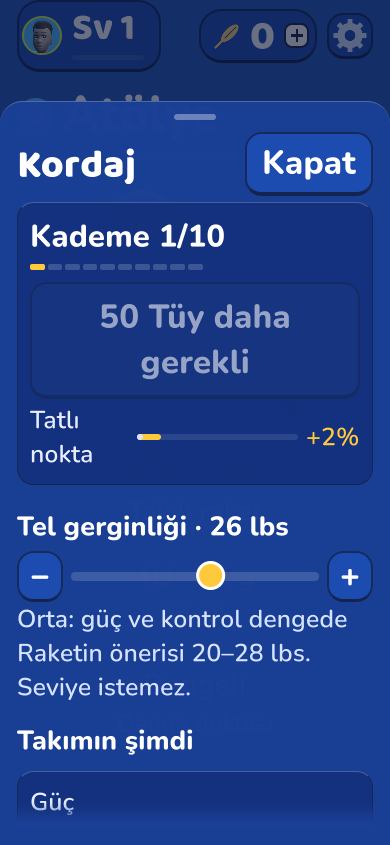 Sv 1
0
Atölye
Kordaj
Kapat
Kademe 1/10
50 Tüy daha
gerekli
Tatlı
nokta
+2%
Tel gerginliği · 26 lbs
−
+
Orta: güç ve kontrol dengede
Raketin önerisi 20–28 lbs.
Seviye istemez.
Takımın şimdi
Güç